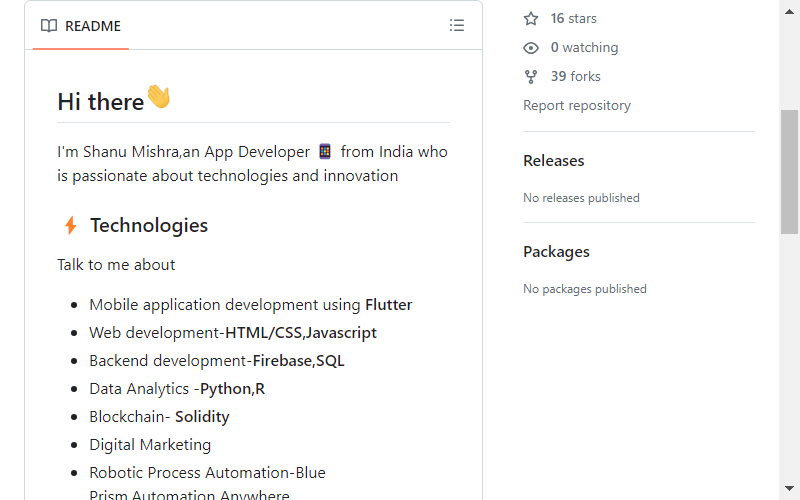 README
Hi there👋
I'm Shanu Mishra,an App Developer 📱 from India who
is passionate about technologies and innovation
⚡ Technologies
Talk to me about
Mobile application development using Flutter
Web development-HTML/CSS,Javascript
Backend development-Firebase,SQL
Data Analytics -Python,R
Blockchain- Solidity
Digital Marketing
Robotic Process Automation-Blue
Prism,Automation Anywhere
16 stars
0 watching
39 forks
Report repository
Releases
No releases published
Packages
No packages published